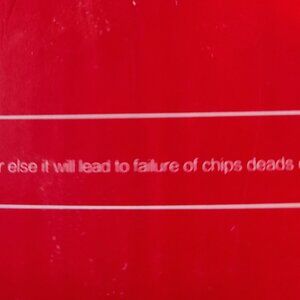 r else it will lead to failure of chips deads